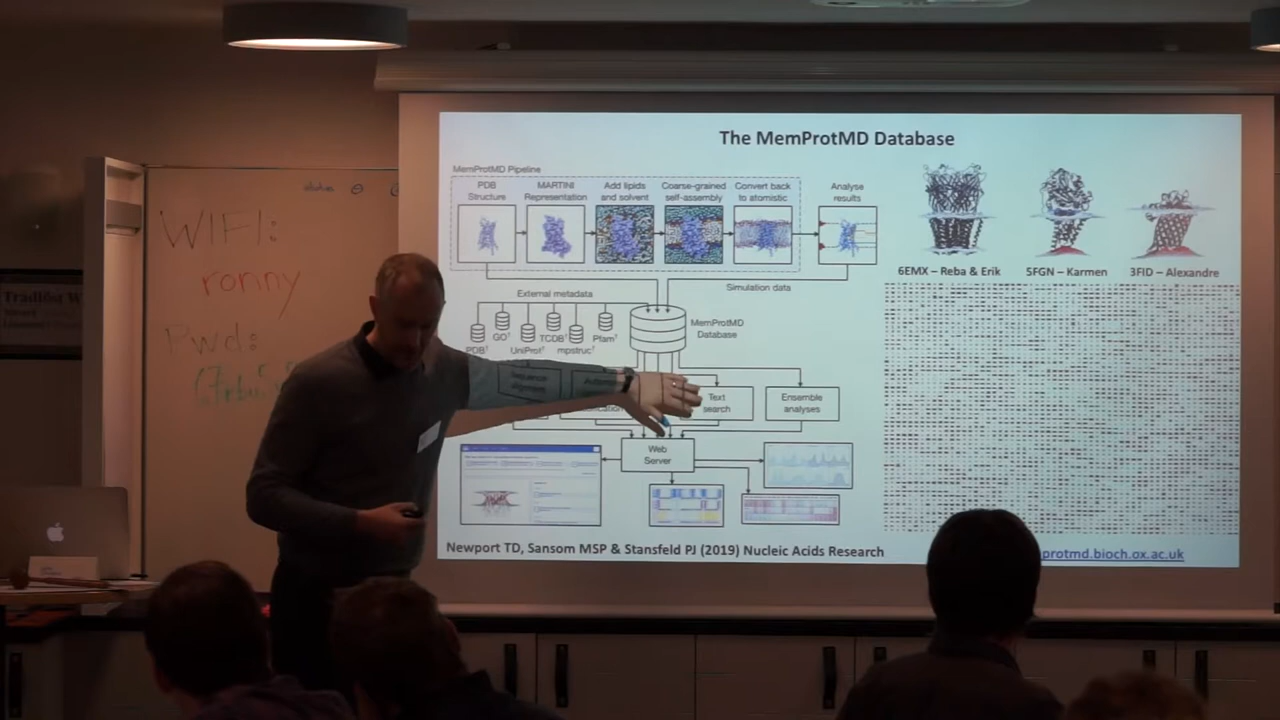 WIFI:
ronny
Pwd:
The MemProtMD Database
MemProtMD Pipeline
PDB
Structure
MARTINI
Representation
Add lipids
and solvent
Coarse-grained
self-assembly
Convert back
to atomistic
Analyse
results
6EMX – Reba & Erik
5FGN – Karmen
3FID – Alexandre
External metadata
Simulation data
PDB†
GO†
UniProt†
TCDB†
mpstruc†
Pfam†
MemProtMD
Database
Text
search
Ensemble
analyses
Web
Server
Newport TD, Sansom MSP & Stansfeld PJ (2019) Nucleic Acids Research
protmd.bioch.ox.ac.uk